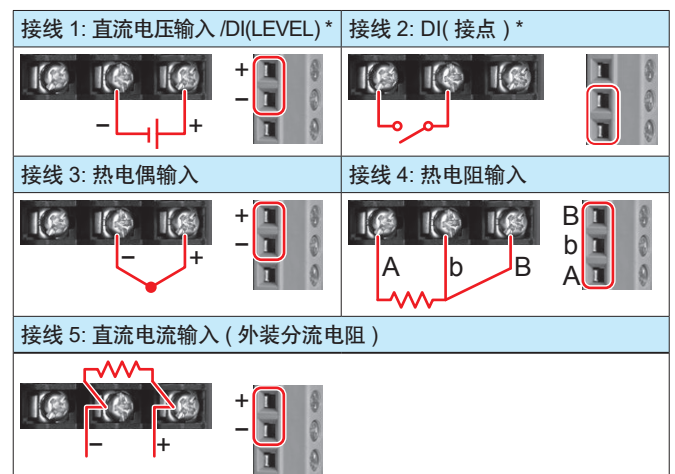 接线 1: 直流电压输入 /DI(LEVEL) *
接线 2: DI( 接点 ) *
+
−
− +
接线 3: 热电偶输入
接线 4: 热电阻输入
+
−
− +
B
b
A
A b B
接线 5: 直流电流输入 ( 外装分流电阻 )
+
−
− +